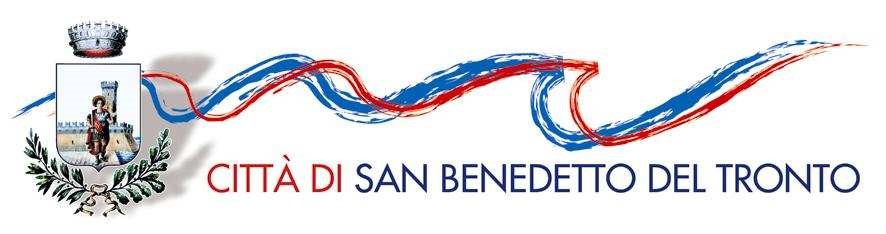 CITTÀ DI SAN BENEDETTO DEL TRONTO